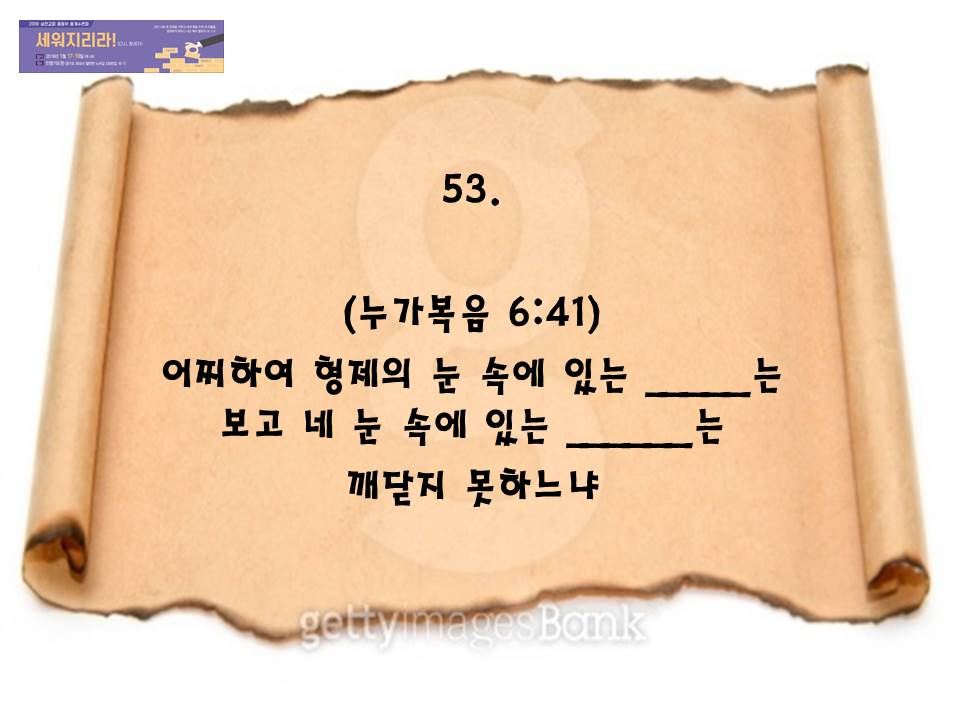 세워지리라!
53.
(누가복음 6:41)
어찌하여 형제의 눈 속에 있는 _____는
보고 네 눈 속에 있는 ______는
깨닫지 못하느냐
gettyimagesBank